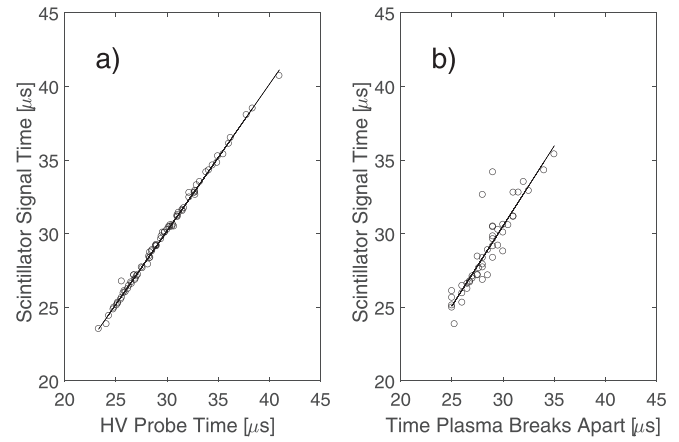 45
40
35
30
25
20
Scintillator Signal Time [μs]
a)
20 25 30 35 40 45
HV Probe Time [μs]
45
40
35
30
25
20
Scintillator Signal Time [μs]
b)
20 25 30 35 40 45
Time Plasma Breaks Apart [μs]